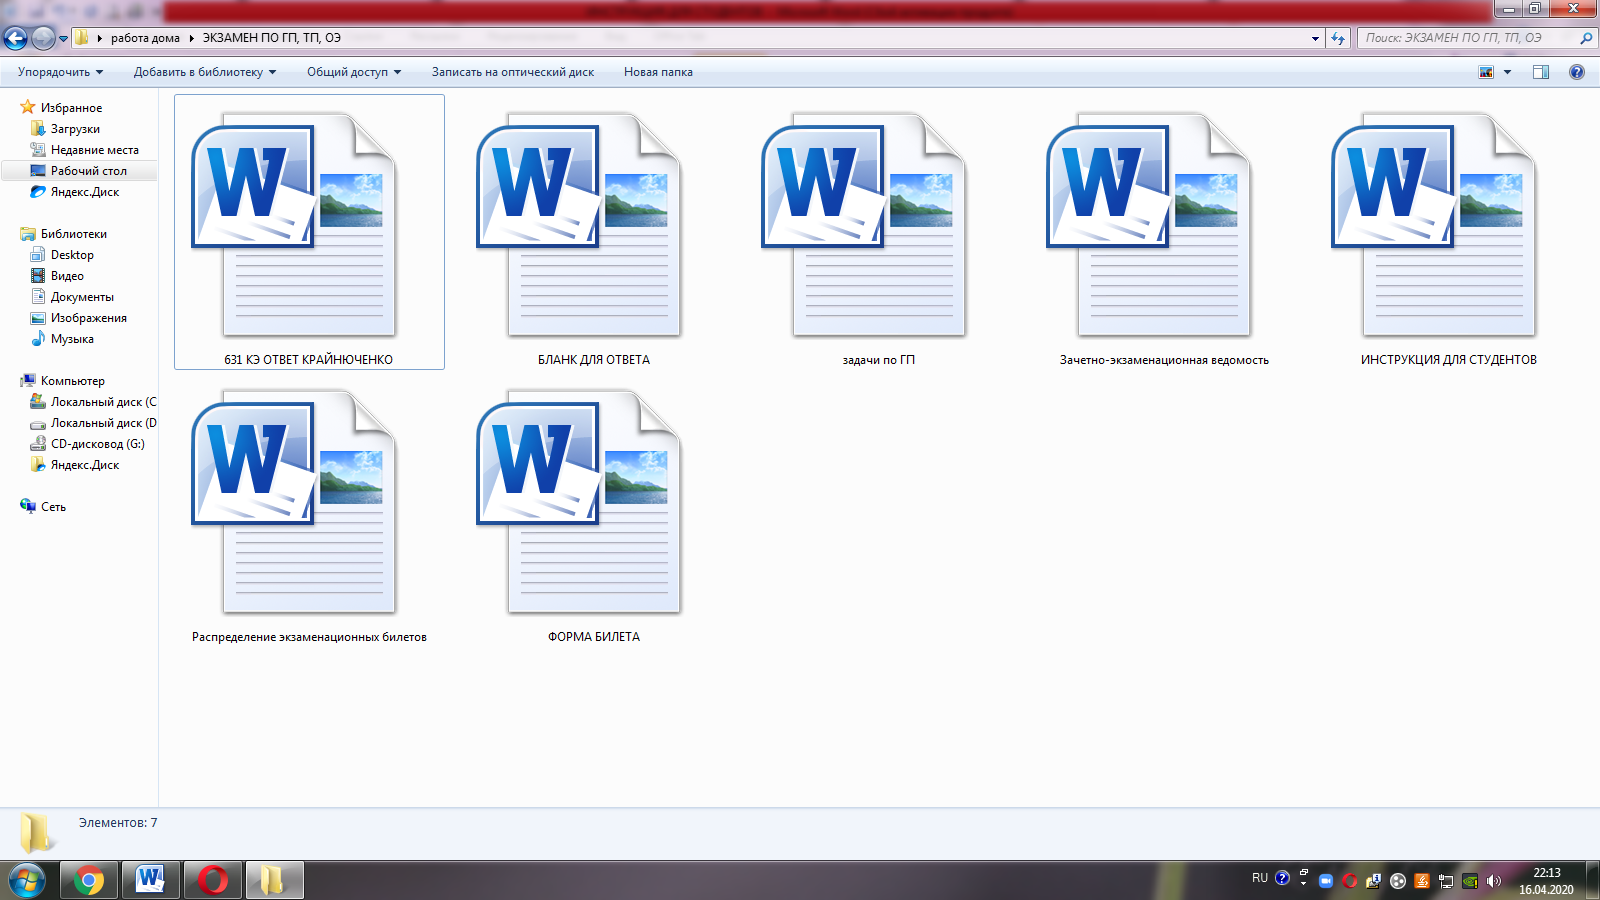 работа дома ЭКЗАМЕН ПО ГП, ТП, ОЭ
Поиск: ЭКЗАМЕН ПО ГП, ТП, ОЭ
Упорядочить Добавить в библиотеку Общий доступ Записать на оптический диск Новая папка
Избранное
Загрузки
Недавние места
Рабочий стол
Яндекс.Диск
Библиотеки
Desktop
Видео
Документы
Изображения
Музыка
Компьютер
Локальный диск (C
Локальный диск (D
CD-дисковод (G:)
Яндекс.Диск
Сеть
631 КЭ ОТВЕТ КРАЙНЮЧЕНКО
БЛАНК ДЛЯ ОТВЕТА
задачи по ГП
Зачетно-экзаменационная ведомость
ИНСТРУКЦИЯ ДЛЯ СТУДЕНТОВ
Распределение экзаменационных билетов
ФОРМА БИЛЕТА
Элементов: 7
RU
22:13
16.04.2020